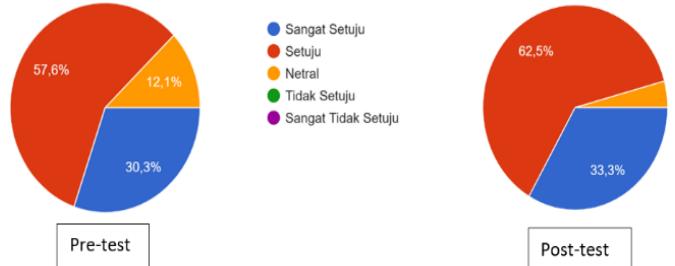 57,6%
12,1%
30,3%
Sangat Setuju
Setuju
Netral
Tidak Setuju
Sangat Tidak Setuju
62,5%
33,3%
Pre-test
Post-test